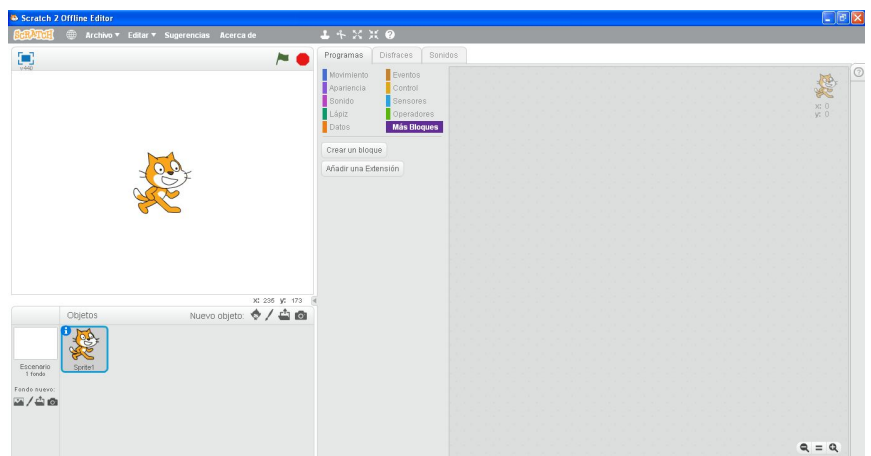 Scratch 2 Offline Editor
SCRATCH Archivo Editar Sugerencias Acerca de
v440
Programas Disfraces Sonidos
Movimiento Eventos
Apariencia Control
Sonido Sensores
Lápiz Operadores
Datos Más Bloques
Crear un bloque
Añadir una Extensión
x: 0
y: 0
x: 236 y: 173
Objetos Nuevo objeto:
Escenario
1 fondo
Sprite1
Fondo nuevo: